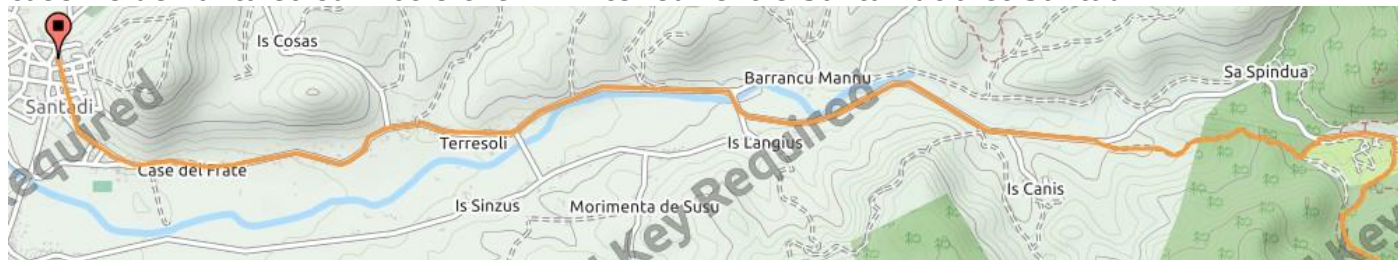 Is Cosas
Barrancu Mannu
Sa Spindua
Santadi
equired
Terresoli
Is Langius
Required
Case del Frate
Is Canis
Is Sinzus
Morimenta de Susu
Key
Key